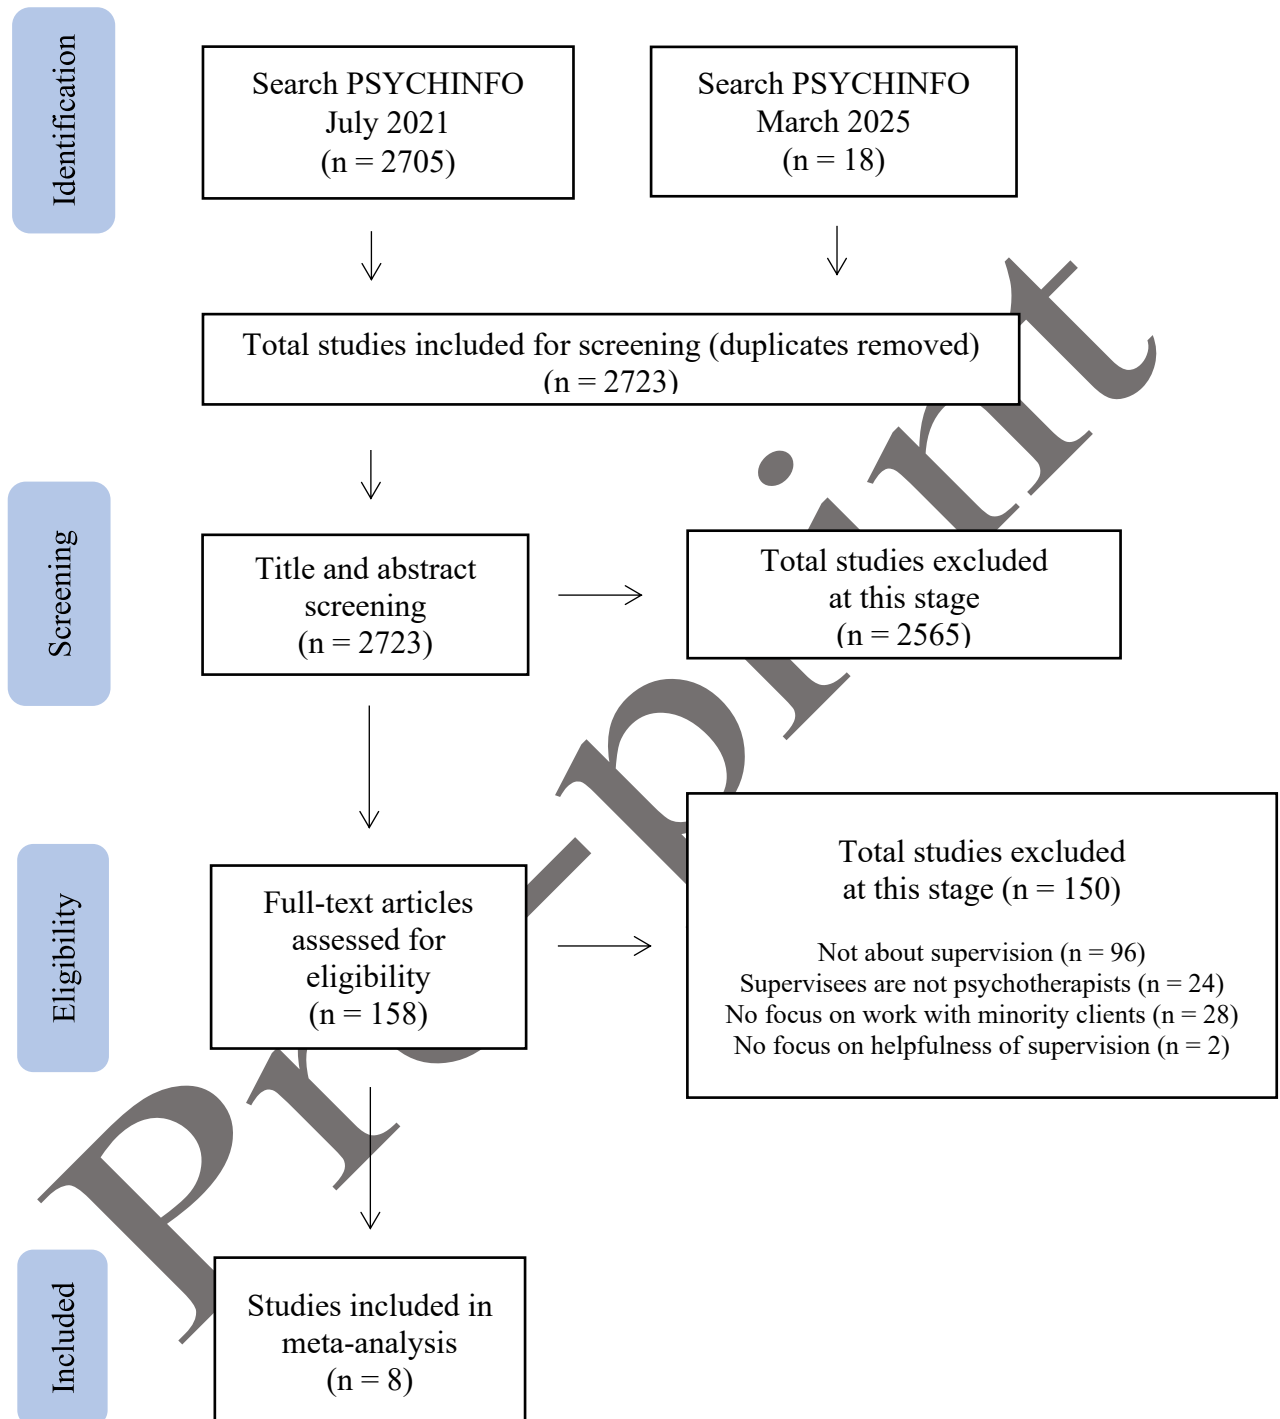 Identification
Search PSYCHINFO
July 2021
(n = 2705)
Search PSYCHINFO
March 2025
(n = 18)
Total studies included for screening (duplicates removed)
(n = 2723)
Screening
Title and abstract
screening
(n = 2723)
Total studies excluded
at this stage
(n = 2565)
Eligibility
Full-text articles
assessed for
eligibility
(n = 158)
Total studies excluded
at this stage (n = 150)
Not about supervision (n = 96)
Supervisees are not psychotherapists (n = 24)
No focus on work with minority clients (n = 28)
No focus on helpfulness of supervision (n = 2)
Included
Studies included in
meta-analysis
(n = 8)
Pre-print